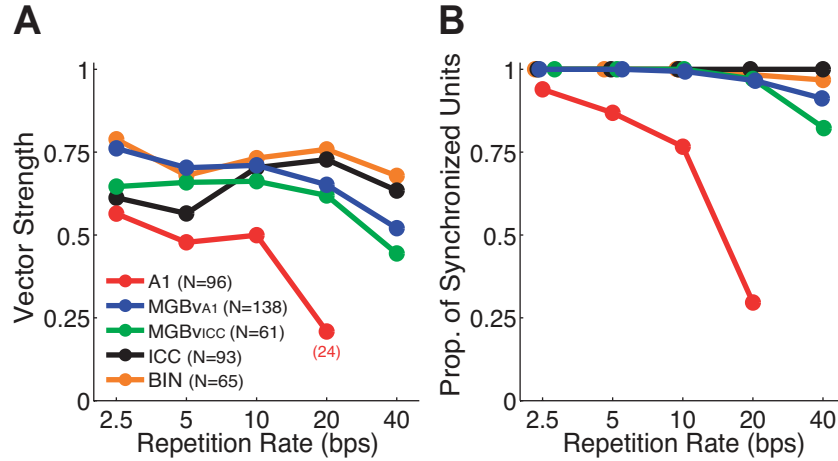 A
Vector Strength
1
0.75
0.5
0.25
0
A1 (N=96)
MGBvA1 (N=138)
MGBvICC (N=61)
ICC (N=93)
BIN (N=65)
(24)
2.5 5 10 20 40
Repetition Rate (bps)
B
Prop. of Synchronized Units
1
0.75
0.5
0.25
0
2.5 5 10 20 40
Repetition Rate (bps)